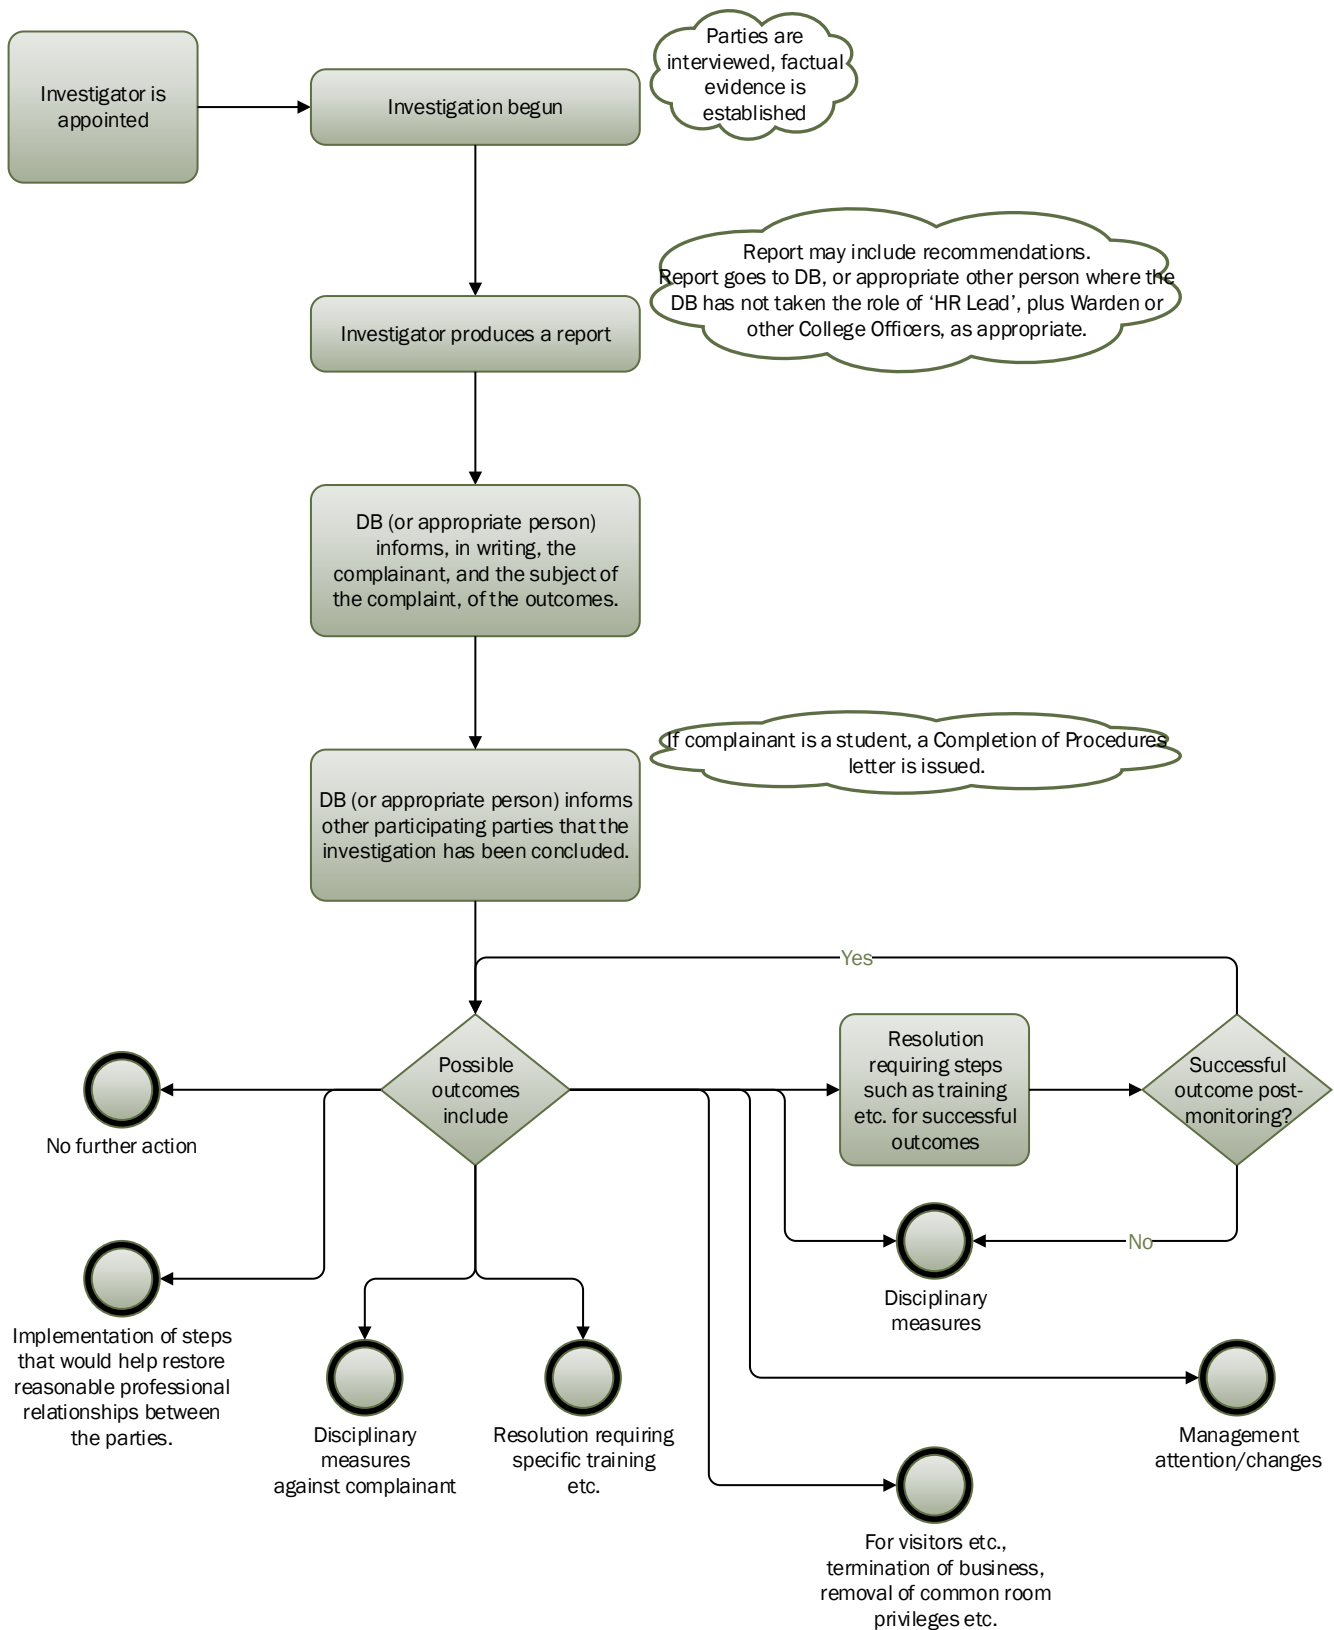 Investigator is
appointed
Investigation begun
Parties are
interviewed, factual
evidence is
established
Report may include recommendations.
Report goes to DB, or appropriate other person where the
DB has not taken the role of ‘HR Lead’, plus Warden or
other College Officers, as appropriate.
Investigator produces a report
DB (or appropriate person)
informs, in writing, the
complainant, and the subject of
the complaint, of the outcomes.
If complainant is a student, a Completion of Procedures
letter is issued.
DB (or appropriate person) informs
other participating parties that the
investigation has been concluded.
Yes
Possible
outcomes
include
Resolution
requiring steps
such as training
etc. for successful
outcomes
Successful
outcome post-
monitoring?
No further action
No
Disciplinary
measures
Implementation of steps
that would help restore
reasonable professional
relationships between
the parties.
Disciplinary
measures
against complainant
Resolution requiring
specific training
etc.
Management
attention/changes
For visitors etc.,
termination of business,
removal of common room
privileges etc.